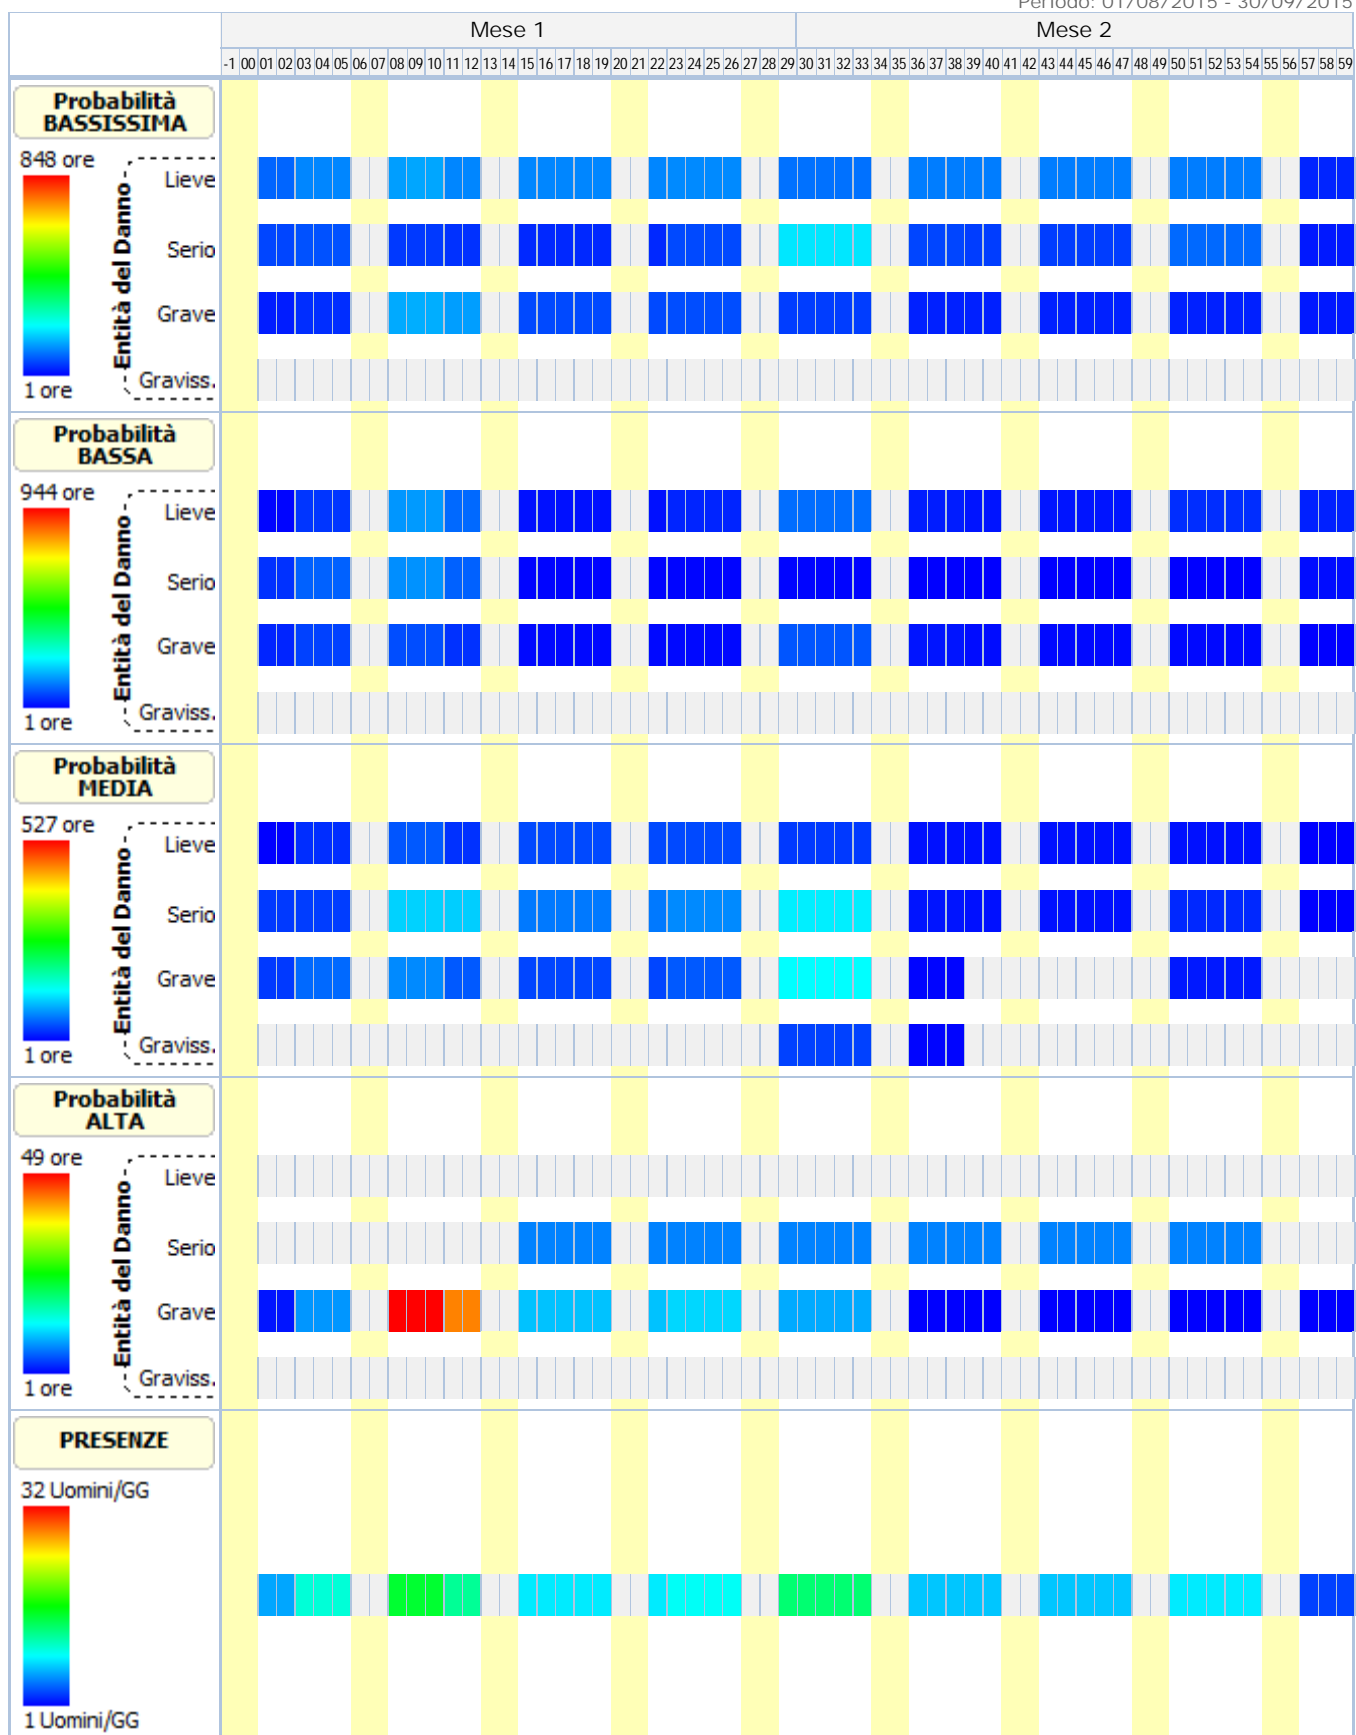 Periodo: 01/08/2015 - 30/09/2015
Mese 1 Mese 2
-1 00 01 02 03 04 05 06 07 08 09 10 11 12 13 14 15 16 17 18 19 20 21 22 23 24 25 26 27 28 29 30 31 32 33 34 35 36 37 38 39 40 41 42 43 44 45 46 47 48 49 50 51 52 53 54 55 56 57 58 59
Probabilità
BASSISSIMA
848 ore
Entità del Danno
Lieve
Serio
Grave
Graviss.
1 ore
Probabilità
BASSA
944 ore
Entità del Danno
Lieve
Serio
Grave
Graviss.
1 ore
Probabilità
MEDIA
527 ore
Entità del Danno
Lieve
Serio
Grave
Graviss.
1 ore
Probabilità
ALTA
49 ore
Entità del Danno
Lieve
Serio
Grave
Graviss.
1 ore
PRESENZE
32 Uomini/GG
1 Uomini/GG